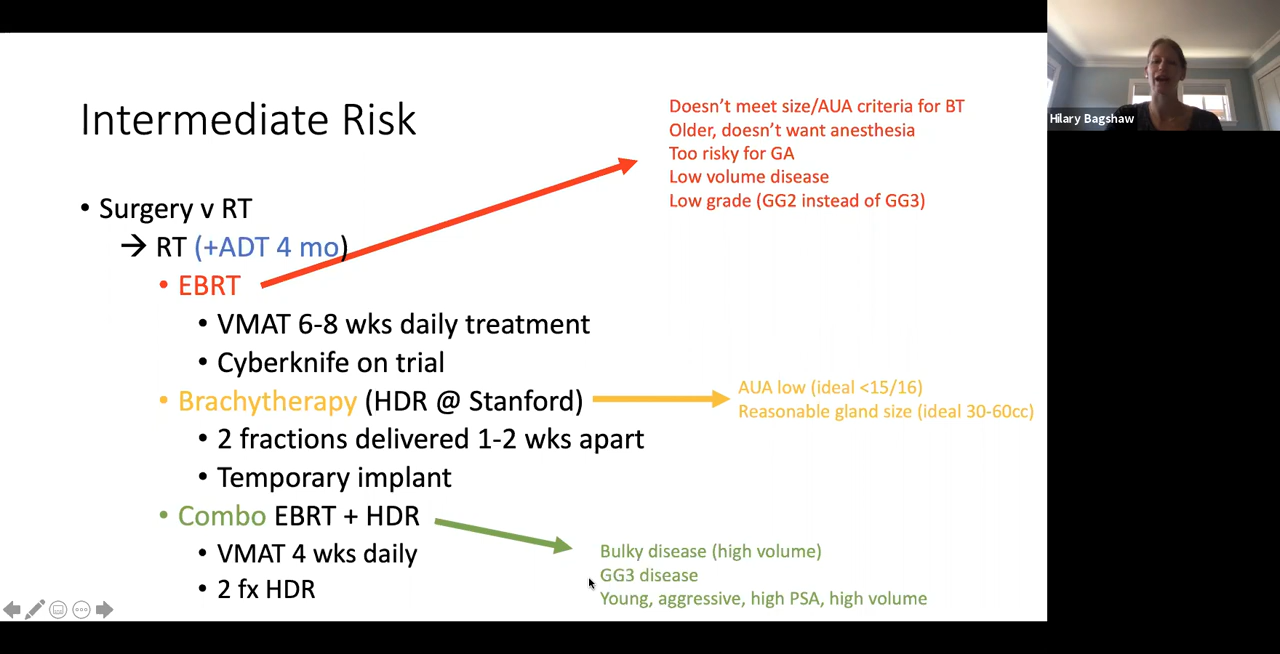 Intermediate Risk
• Surgery v RT
→ RT (+ADT 4 mo)
• EBRT
• VMAT 6-8 wks daily treatment
• Cyberknife on trial
• Brachytherapy (HDR @ Stanford)
• 2 fractions delivered 1-2 wks apart
• Temporary implant
• Combo EBRT + HDR
• VMAT 4 wks daily
• 2 fx HDR
Doesn't meet size/AUA criteria for BT
Older, doesn't want anesthesia
Too risky for GA
Low volume disease
Low grade (GG2 instead of GG3)
AUA low (ideal <15/16)
Reasonable gland size (ideal 30-60cc)
Bulky disease (high volume)
GG3 disease
Young, aggressive, high PSA, high volume
Hilary Bagshaw